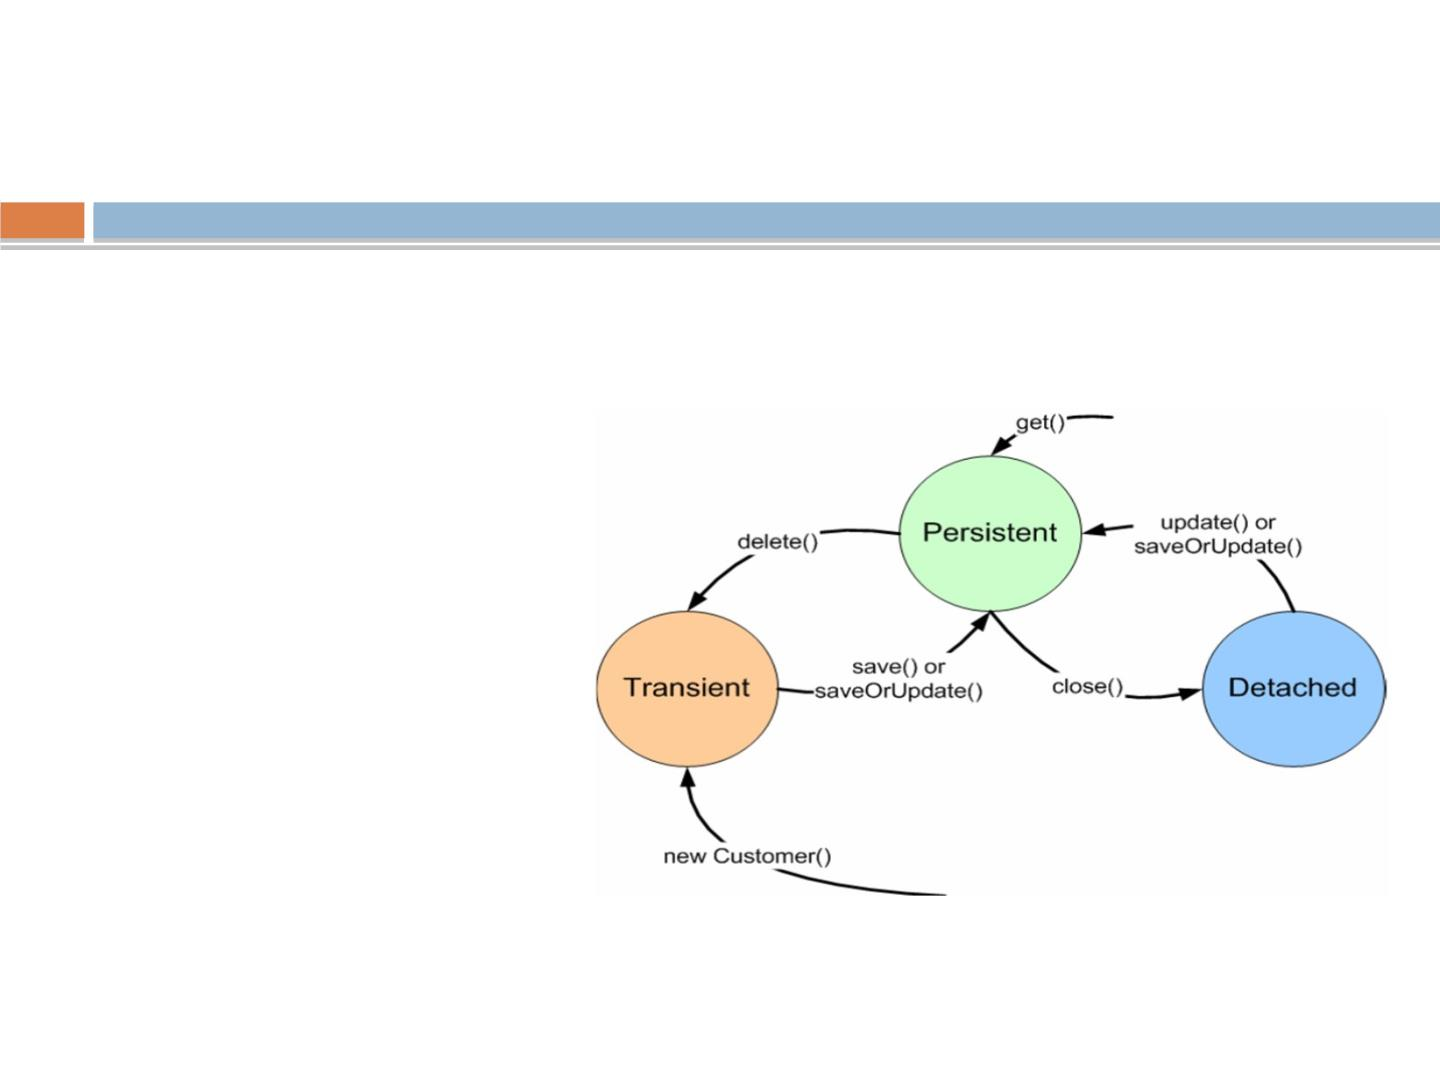 get()
Persistent
update() or
saveOrUpdate()
delete()
Transient
save() or
saveOrUpdate()
close()
Detached
new Customer()